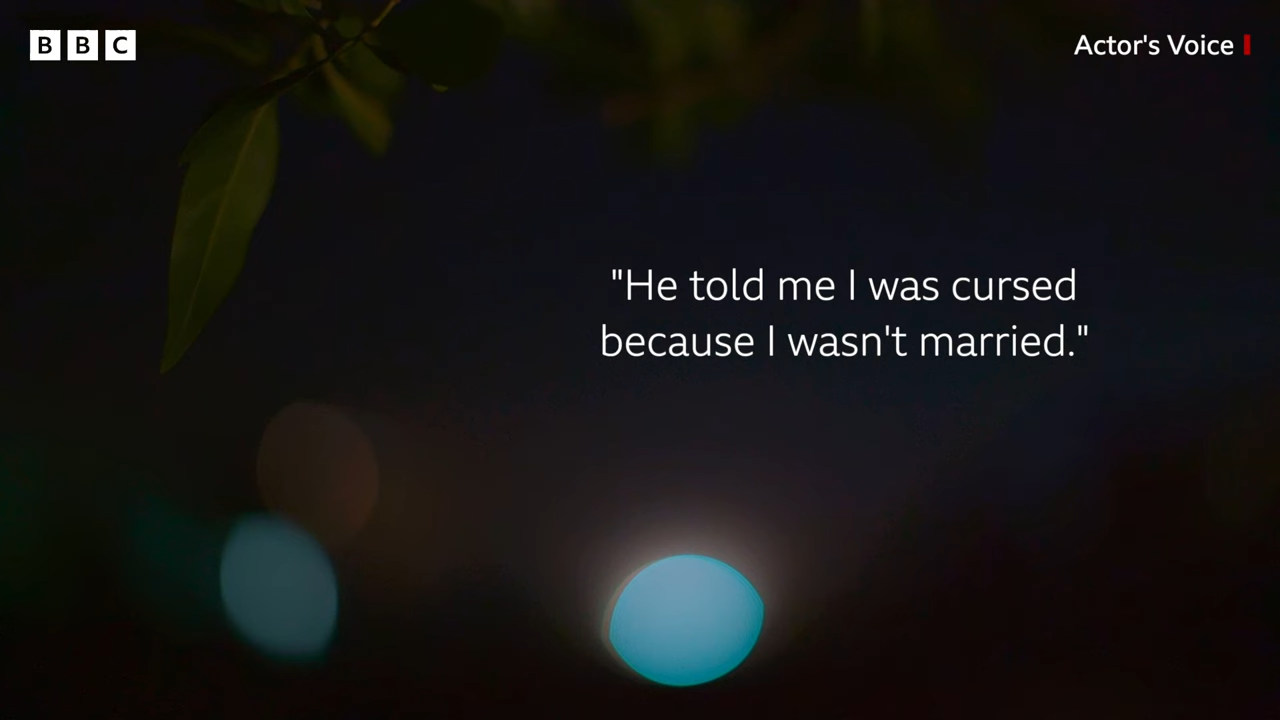 BBC
Actor's Voice
"He told me I was cursed
because I wasn't married."